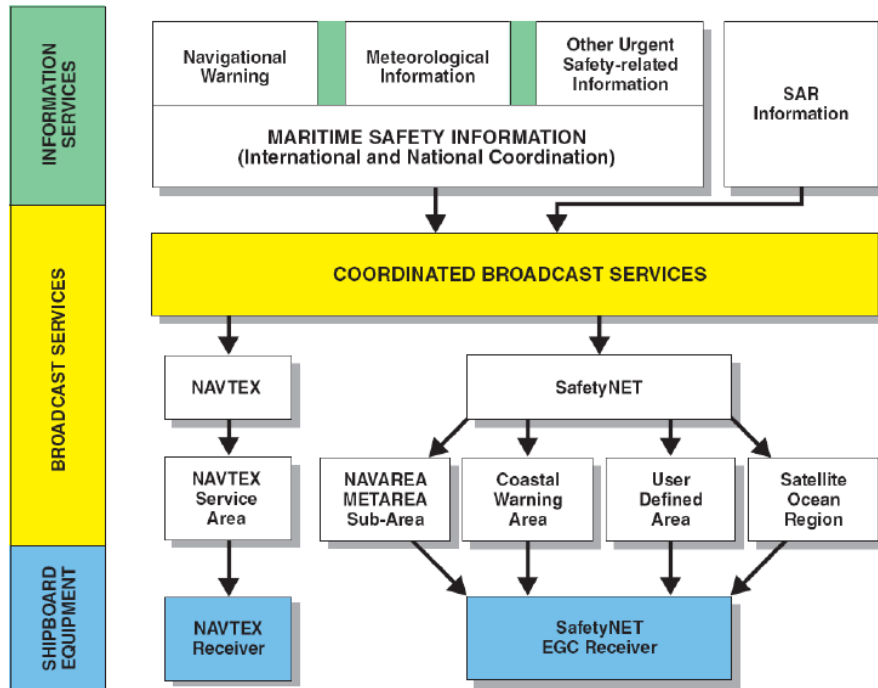 INFORMATION
SERVICES
Navigational
Warning
Meteorological
Information
Other Urgent
Safety-related
Information
MARITIME SAFETY INFORMATION
(International and National Coordination)
SAR
Information
BROADCAST SERVICES
COORDINATED BROADCAST SERVICES
NAVTEX
SafetyNET
NAVTEX
Service
Area
NAVAREA
METAREA
Sub-Area
Coastal
Warning
Area
User
Defined
Area
Satellite
Ocean
Region
SHIPBOARD
EQUIPMENT
NAVTEX
Receiver
SafetyNET
EGC Receiver